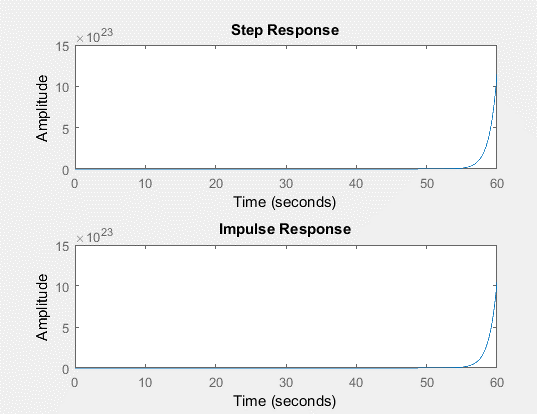 Step Response
×10^23
15
10
5
0
Amplitude
0 10 20 30 40 50 60
Time (seconds)
Impulse Response
×10^23
15
10
5
0
Amplitude
0 10 20 30 40 50 60
Time (seconds)